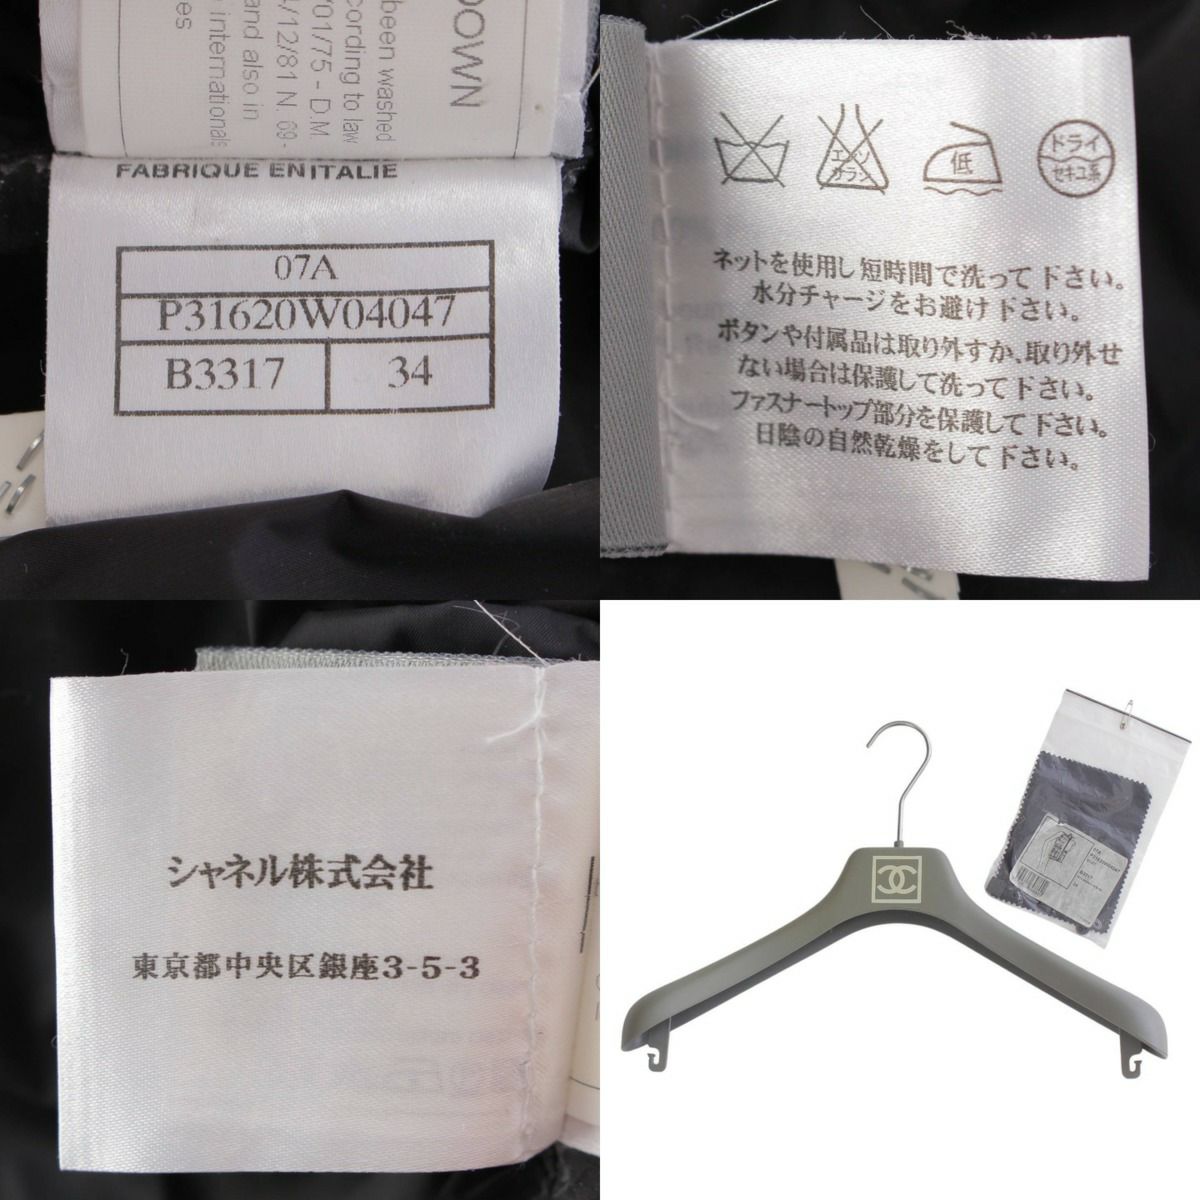 DOWN
been washed
cording to law
/01/75 - D.M.
/12/81 N. 69 -
and also in
internationals
es
FABRIQUE EN ITALIE
07A
P31620W04047
B3317 34
エンソ
サラシ
低
ドライ
セキユ系
ネットを使用し短時間で洗って下さい。
水分チャージをお避け下さい。
ボタンや付属品は取り外すか、取り外せ
ない場合は保護して洗って下さい。
ファスナートップ部分を保護して下さい。
日陰の自然乾燥をして下さい。
シャネル株式会社
東京都中央区銀座3-5-3